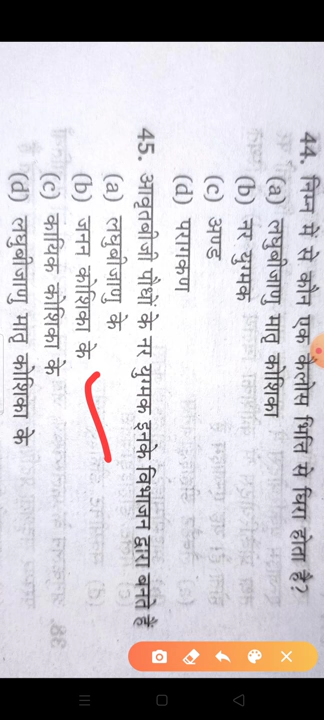 44. निम्न में से कौन एक कैलोस भित्ति से घिरा होता है?
(a) लघुबीजाणु मातृ कोशिका
(b) नर युग्मक
(c) अण्ड
(d) परागकण
45. आवृतबीजी पौधों के नर युग्मक इनके विभाजन द्वारा बनते हैं
(a) लघुबीजाणु के
(b) जनन कोशिका के
(c) कायिक कोशिका के
(d) लघुबीजाणु मातृ कोशिका के